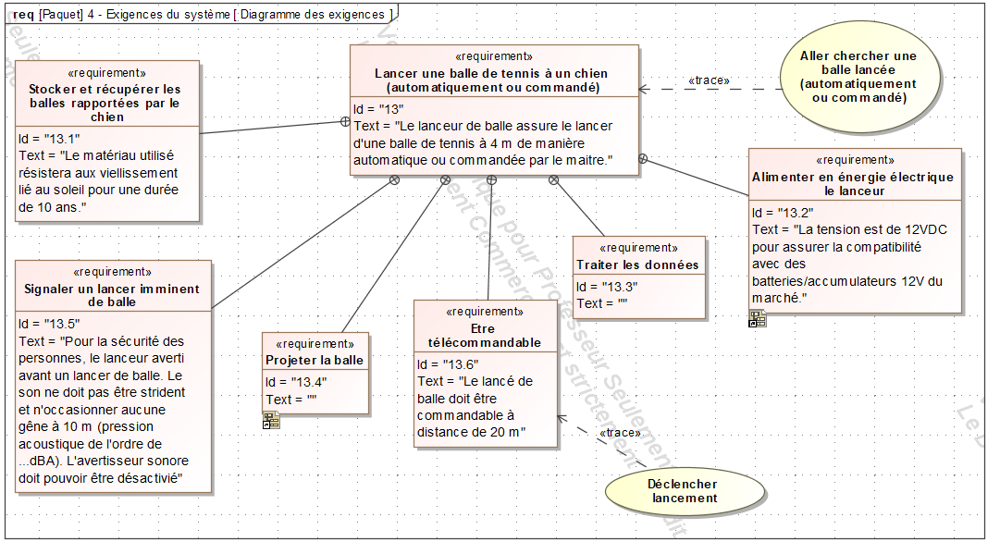 req [Paquet] 4 - Exigences du système [ Diagramme des exigences ]
«requirement»
Stocker et récupérer les
balles rapportées par le
chien
Id = "13.1"
Text = "Le matériau utilisé
résistera aux viellissement
lié au soleil pour une durée
de 10 ans."
«requirement»
Lancer une balle de tennis à un chien
(automatiquement ou commandé)
Id = "13"
Text = "Le lanceur de balle assure le lancer
d'une balle de tennis à 4 m de manière
automatique ou commandée par le maitre."
«trace»
Aller chercher une
balle lancée
(automatiquement
ou commandé)
«requirement»
Alimenter en énergie électrique
le lanceur
Id = "13.2"
Text = "La tension est de 12VDC
pour assurer la compatibilité
avec des
batteries/accumulateurs 12V du
marché."
«requirement»
Traiter les données
Id = "13.3"
Text = ""
«requirement»
Signaler un lancer imminent
de balle
Id = "13.5"
Text = "Pour la sécurité des
personnes, le lanceur averti
avant un lancer de balle. Le
son ne doit pas être strident
et n'occasionner aucune
gêne à 10 m (pression
acoustique de l'ordre de
...dBA). L'avertisseur sonore
doit pouvoir être désactivié"
«requirement»
Projeter la balle
Id = "13.4"
Text = ""
«requirement»
Etre
télécommandable
Id = "13.6"
Text = "Le lancé de
balle doit être
commandable à
distance de 20 m"
«trace»
Déclencher
lancement